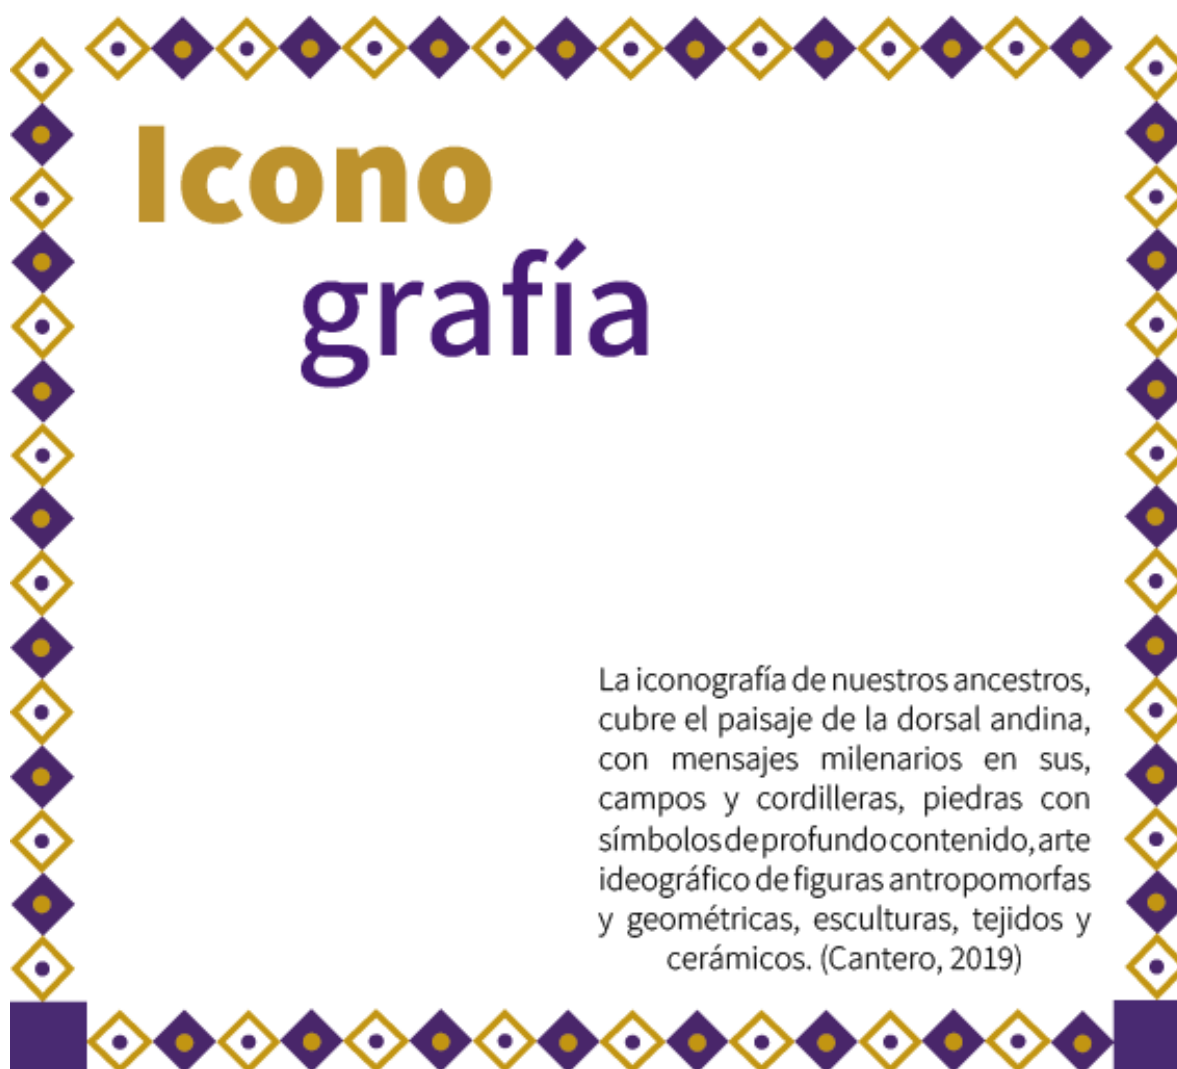 Icono
grafía
La iconografía de nuestros ancestros,
cubre el paisaje de la dorsal andina,
con mensajes milenarios en sus,
campos y cordilleras, piedras con
símbolos de profundo contenido, arte
ideográfico de figuras antropomorfas
y geométricas, esculturas, tejidos y
cerámicos. (Cantero, 2019)